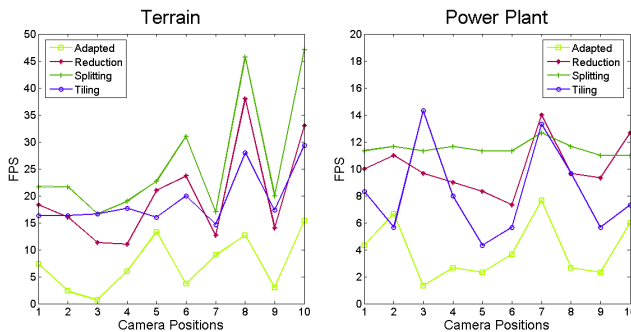 Terrain
50
45
40
35
30
25
20
15
10
5
0
FPS
Adapted
Reduction
Splitting
Tiling
1 2 3 4 5 6 7 8 9 10
Camera Positions
Power Plant
20
18
16
14
12
10
8
6
4
2
0
FPS
Adapted
Reduction
Splitting
Tiling
1 2 3 4 5 6 7 8 9
Camera Positions